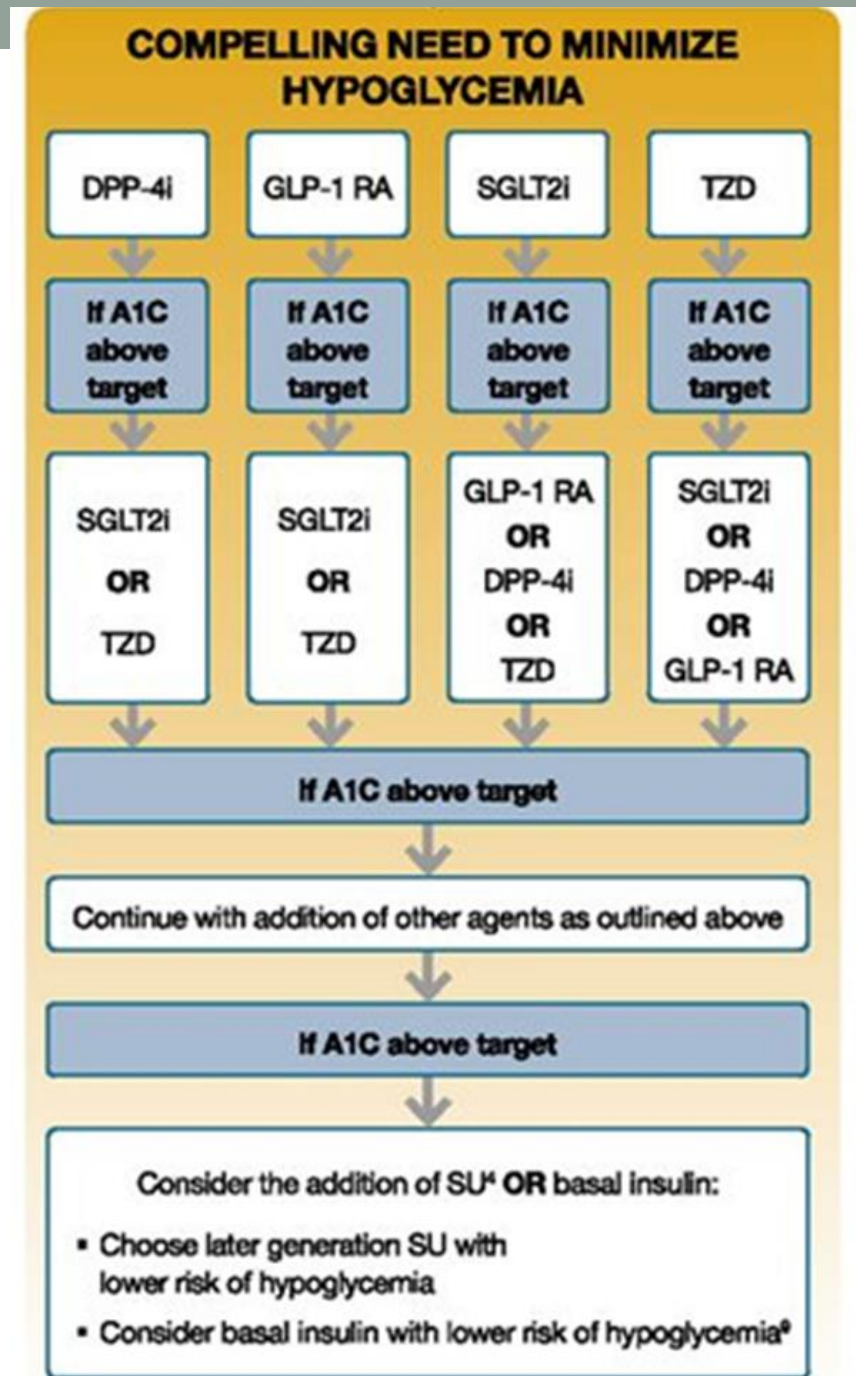 COMPELLING NEED TO MINIMIZE
HYPOGLYCEMIA
DPP-4i
GLP-1 RA
SGLT2i
TZD
If A1C
above
target
If A1C
above
target
If A1C
above
target
If A1C
above
target
SGLT2i
OR
TZD
SGLT2i
OR
TZD
GLP-1 RA
OR
DPP-4i
OR
TZD
SGLT2i
OR
DPP-4i
OR
GLP-1 RA
If A1C above target
Continue with addition of other agents as outlined above
If A1C above target
Consider the addition of SU OR basal insulin:
▪ Choose later generation SU with
lower risk of hypoglycemia
▪ Consider basal insulin with lower risk of hypoglycemia